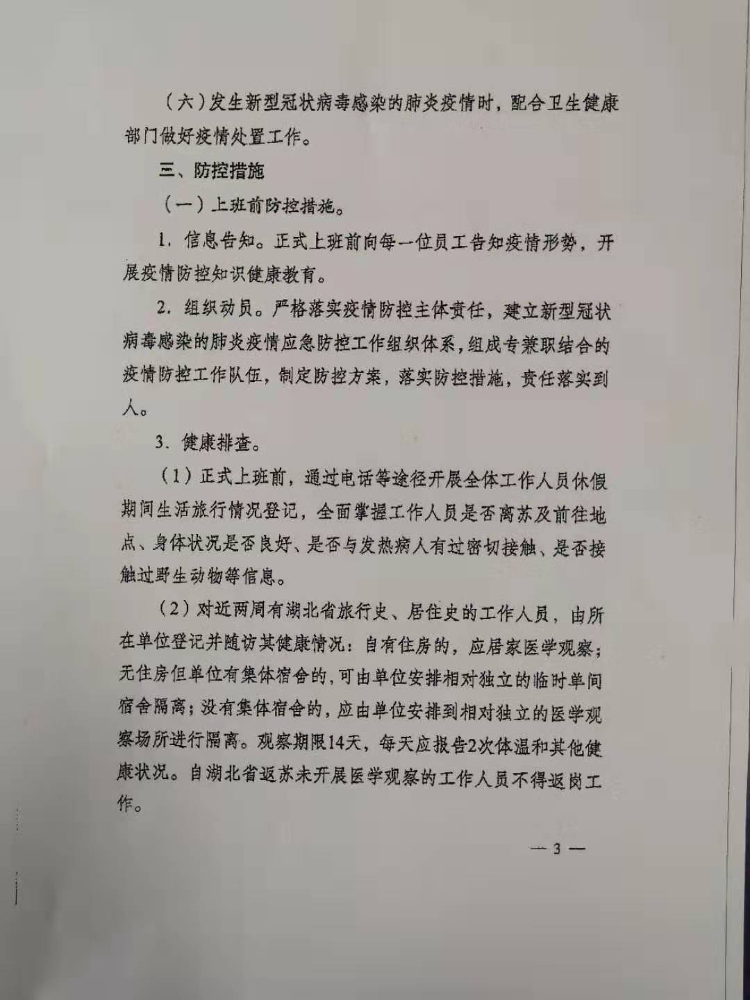 （六）发生新型冠状病毒感染的肺炎疫情时，配合卫生健康
部门做好疫情处置工作。
三、防控措施
（一）上班前防控措施。
1. 信息告知。正式上班前向每一位员工告知疫情形势，开
展疫情防控知识健康教育。
2. 组织动员。严格落实疫情防控主体责任，建立新型冠状
病毒感染的肺炎疫情应急防控工作组织体系，组成专兼职结合的
疫情防控工作队伍，制定防控方案，落实防控措施，责任落实到
人。
3. 健康排查。
（1）正式上班前，通过电话等途径开展全体工作人员休假
期间生活旅行情况登记，全面掌握工作人员是否离苏及前往地
点、身体状况是否良好、是否与发热病人有过密切接触、是否接
触过野生动物等信息。
（2）对近两周有湖北省旅行史、居住史的工作人员，由所
在单位登记并随访其健康情况：自有住房的，应居家医学观察；
无住房但单位有集体宿舍的，可由单位安排相对独立的临时单间
宿舍隔离；没有集体宿舍的，应由单位安排到相对独立的医学观
察场所进行隔离。观察期限14天，每天应报告2次体温和其他健
康状况。自湖北省返苏未开展医学观察的工作人员不得返岗工
作。
— 3 —